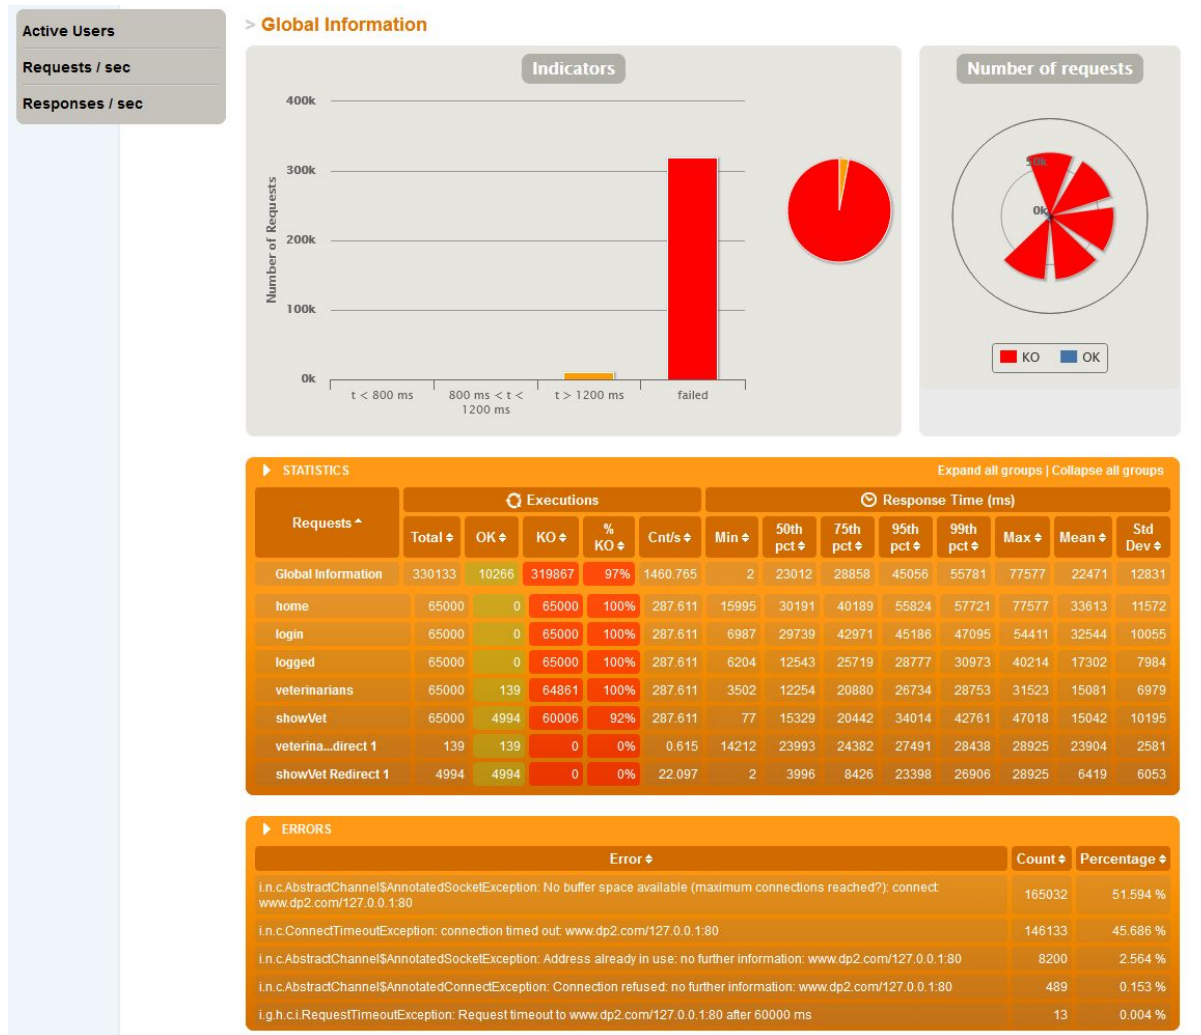 Active Users
Requests / sec
Responses / sec
> Global Information
Indicators
400k
300k
200k
100k
0k
Number of Requests
t < 800 ms
800 ms < t <
1200 ms
t > 1200 ms
failed
Number of requests
50k
0k
KO OK
STATISTICS Expand all groups | Collapse all groups
Requests Executions Response Time (ms)
Total OK KO % KO Cnt/s Min 50th pct 75th pct 95th pct 99th pct Max Mean Std Dev
Global Information 330133 10266 319867 97% 1460.765 2 23012 28858 45056 55781 77577 22471 12831
home 65000 0 65000 100% 287.611 15995 30191 40189 55824 57721 77577 33613 11572
login 65000 0 65000 100% 287.611 6987 29739 42971 45186 47095 54411 32544 10055
logged 65000 0 65000 100% 287.611 6204 12543 25719 28777 30973 40214 17302 7984
veterinarians 65000 139 64861 100% 287.611 3502 12254 20880 26734 28753 31523 15081 6979
showVet 65000 4994 60006 92% 287.611 77 15329 20442 34014 42761 47018 15042 10195
veterina...direct 1 139 139 0 0% 0.615 14212 23993 24382 27491 28438 28925 23904 2581
showVet Redirect 1 4994 4994 0 0% 22.097 2 3996 8426 23398 26906 28925 6419 6053
ERRORS
Error Count Percentage
i.n.c.AbstractChannel$AnnotatedSocketException: No buffer space available (maximum connections reached?): connect:
www.dp2.com/127.0.0.1:80 165032 51.594 %
i.n.c.ConnectTimeoutException: connection timed out: www.dp2.com/127.0.0.1:80 146133 45.686 %
i.n.c.AbstractChannel$AnnotatedSocketException: Address already in use: no further information: www.dp2.com/127.0.0.1:80 8200 2.564 %
i.n.c.AbstractChannel$AnnotatedConnectException: Connection refused: no further information: www.dp2.com/127.0.0.1:80 489 0.153 %
i.g.h.c.i.RequestTimeoutException: Request timeout to www.dp2.com/127.0.0.1:80 after 60000 ms 13 0.004 %